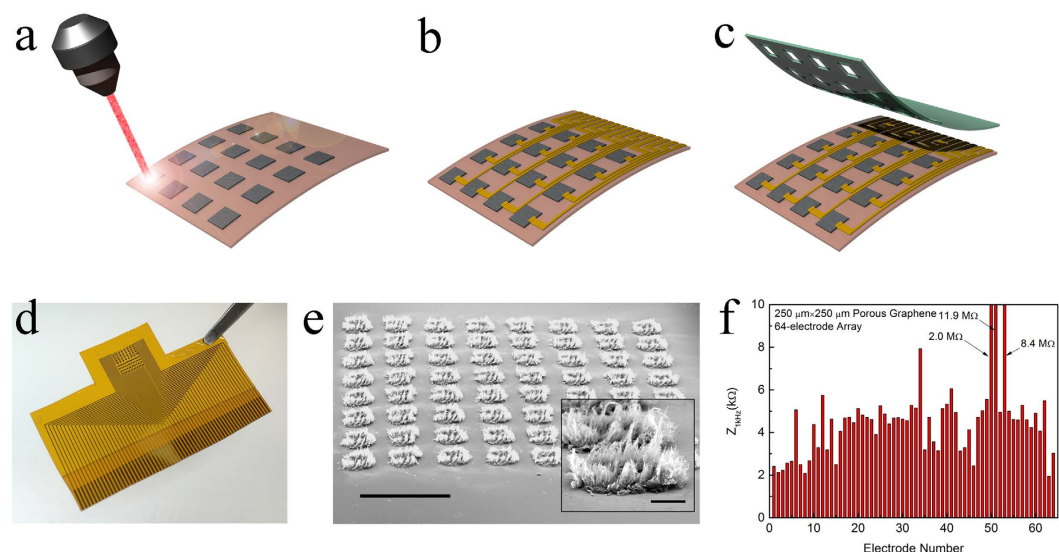 a
b
c
d
e
f
250 μm×250 μm Porous Graphene
64-electrode Array
11.9 MΩ
2.0 MΩ
8.4 MΩ
Z1kHz(kΩ)
10
8
6
4
2
0
0 10 20 30 40 50 60
Electrode Number